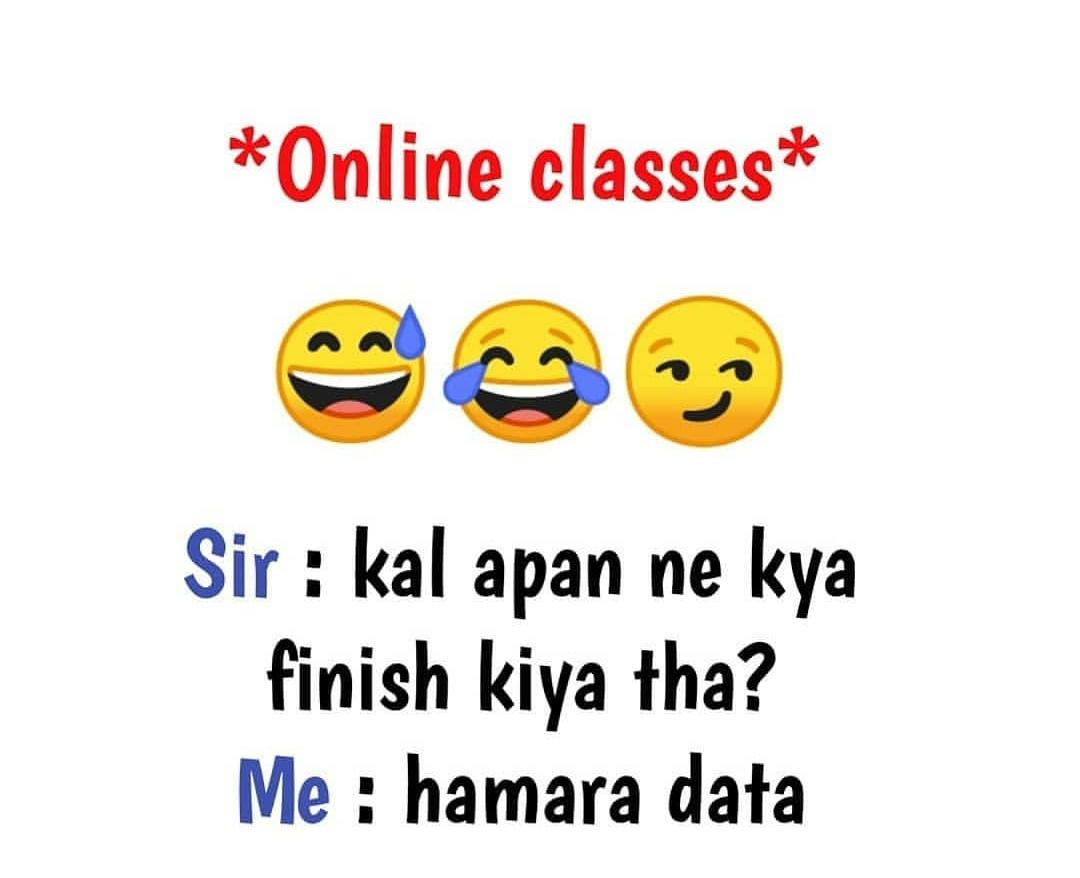 *Online classes*
Sir : kal apan ne kya
finish kiya tha?
Me : hamara data